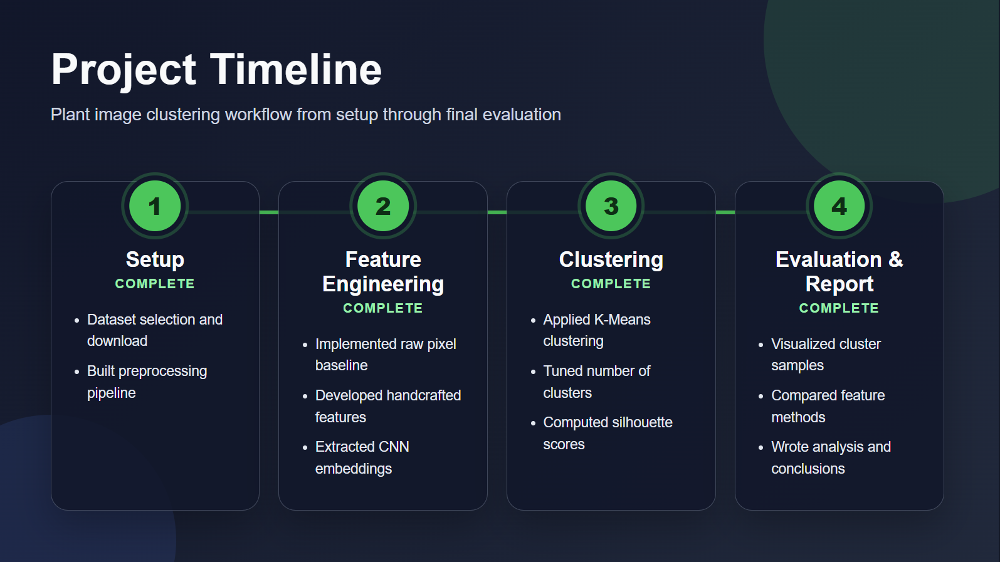 Project Timeline
Plant image clustering workflow from setup through final evaluation
1
Setup
COMPLETE
• Dataset selection and
download
• Built preprocessing
pipeline
2
Feature
Engineering
COMPLETE
• Implemented raw pixel
baseline
• Developed handcrafted
features
• Extracted CNN
embeddings
3
Clustering
COMPLETE
• Applied K-Means
clustering
• Tuned number of
clusters
• Computed silhouette
scores
4
Evaluation &
Report
COMPLETE
• Visualized cluster
samples
• Compared feature
methods
• Wrote analysis and
conclusions